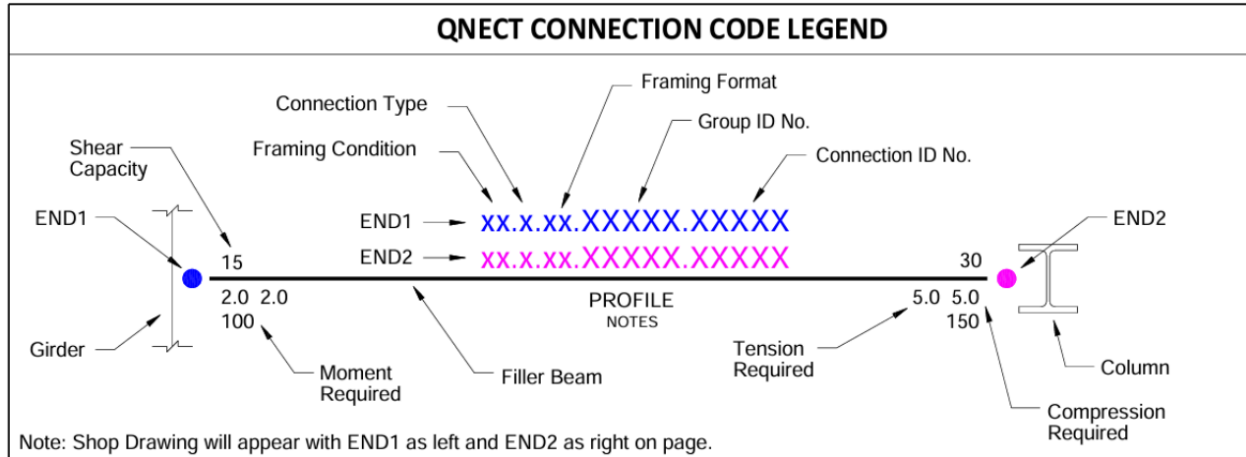 QNECT CONNECTION CODE LEGEND
Framing Format
Connection Type
Group ID No.
Shear
Capacity
Framing Condition
Connection ID No.
END1
END1
xx.x.xx.XXXXX.XXXXX
END2
END2
xx.x.xx.XXXXX.XXXXX
15
30
2.0 2.0
PROFILE
5.0 5.0
100
NOTES
150
Girder
Moment
Required
Filler Beam
Tension
Required
Column
Compression
Required
Note: Shop Drawing will appear with END1 as left and END2 as right on page.